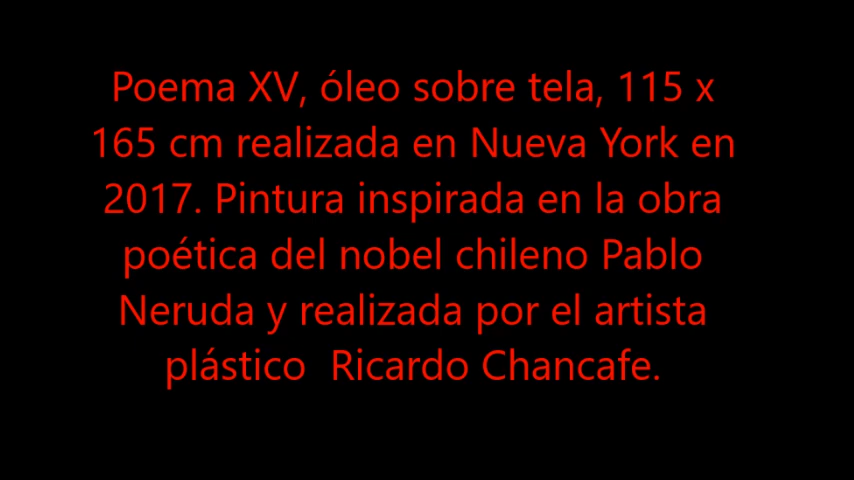 Poema XV, óleo sobre tela, 115 x
165 cm realizada en Nueva York en
2017. Pintura inspirada en la obra
poética del nobel chileno Pablo
Neruda y realizada por el artista
plástico  Ricardo Chancafe.